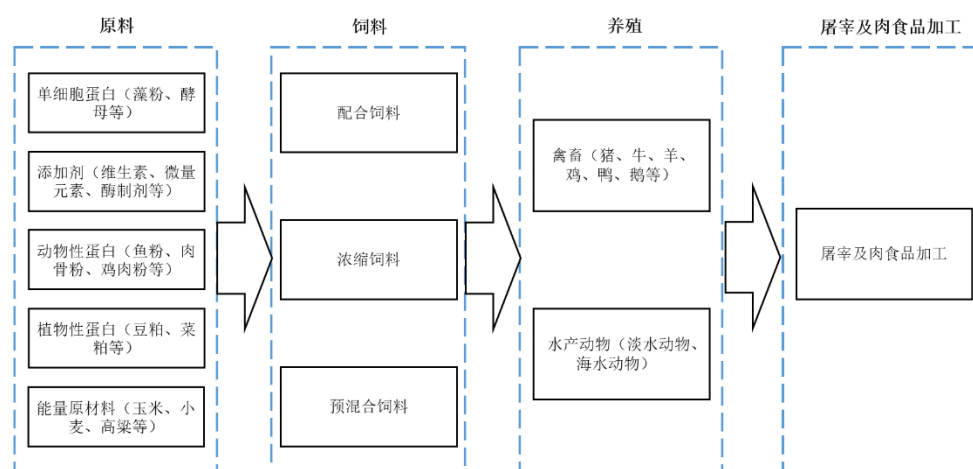 原料
单细胞蛋白（藻粉、酵
母等）
添加剂（维生素、微量
元素、酶制剂等）
动物性蛋白（鱼粉、肉
骨粉、鸡肉粉等）
植物性蛋白（豆粕、菜
粕等）
能量原材料（玉米、小
麦、高粱等）
饲料
配合饲料
浓缩饲料
预混合饲料
养殖
禽畜（猪、牛、羊、
鸡、鸭、鹅等）
水产动物（淡水动物、
海水动物）
屠宰及肉食品加工
屠宰及肉食品加工